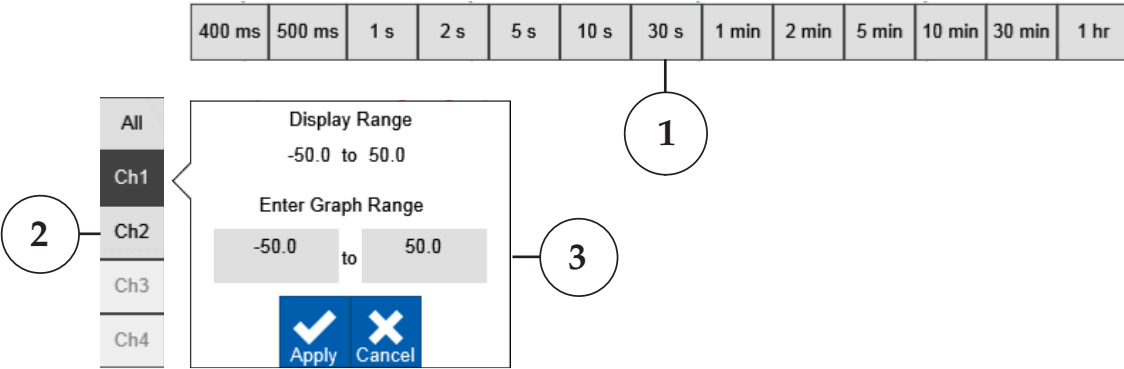 400 ms 500 ms 1 s 2 s 5 s 10 s 30 s 1 min 2 min 5 min 10 min 30 min 1 hr
1
All
Ch1
Ch2
Ch3
Ch4
2
Display Range
-50.0 to 50.0
Enter Graph Range
-50.0 to 50.0
Apply Cancel
3